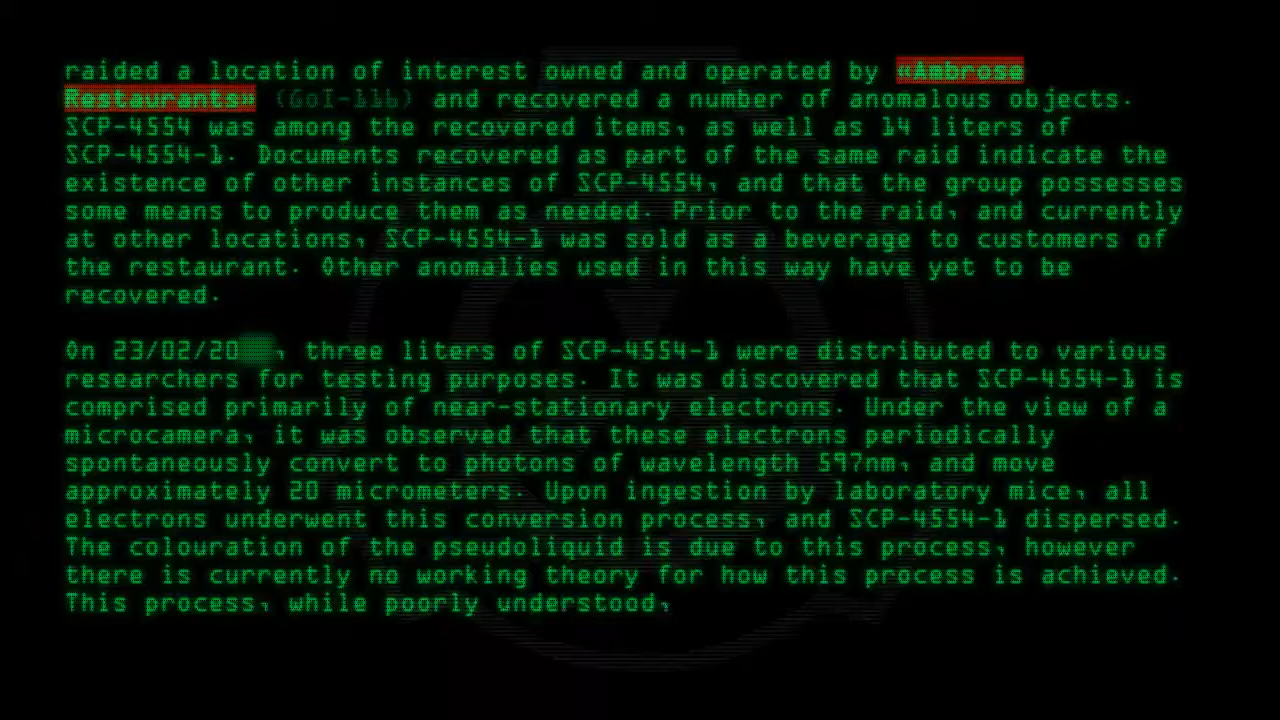 raided a location of interest owned and operated by «Ambrose
Restaurants» (GoI-11b) and recovered a number of anomalous objects.
SCP-4554 was among the recovered items, as well as 14 liters of
SCP-4554-1. Documents recovered as part of the same raid indicate the
existence of other instances of SCP-4554, and that the group possesses
some means to produce them as needed. Prior to the raid, and currently
at other locations, SCP-4554-1 was sold as a beverage to customers of
the restaurant. Other anomalies used in this way have yet to be
recovered.
On 23/02/20, three liters of SCP-4554-1 were distributed to various
researchers for testing purposes. It was discovered that SCP-4554-1 is
comprised primarily of near-stationary electrons. Under the view of a
microcamera, it was observed that these electrons periodically
spontaneously convert to photons of wavelength 597nm, and move
approximately 20 micrometers. Upon ingestion by laboratory mice, all
electrons underwent this conversion process, and SCP-4554-1 dispersed.
The colouration of the pseudoliquid is due to this process, however
there is currently no working theory for how this process is achieved.
This process, while poorly understood,